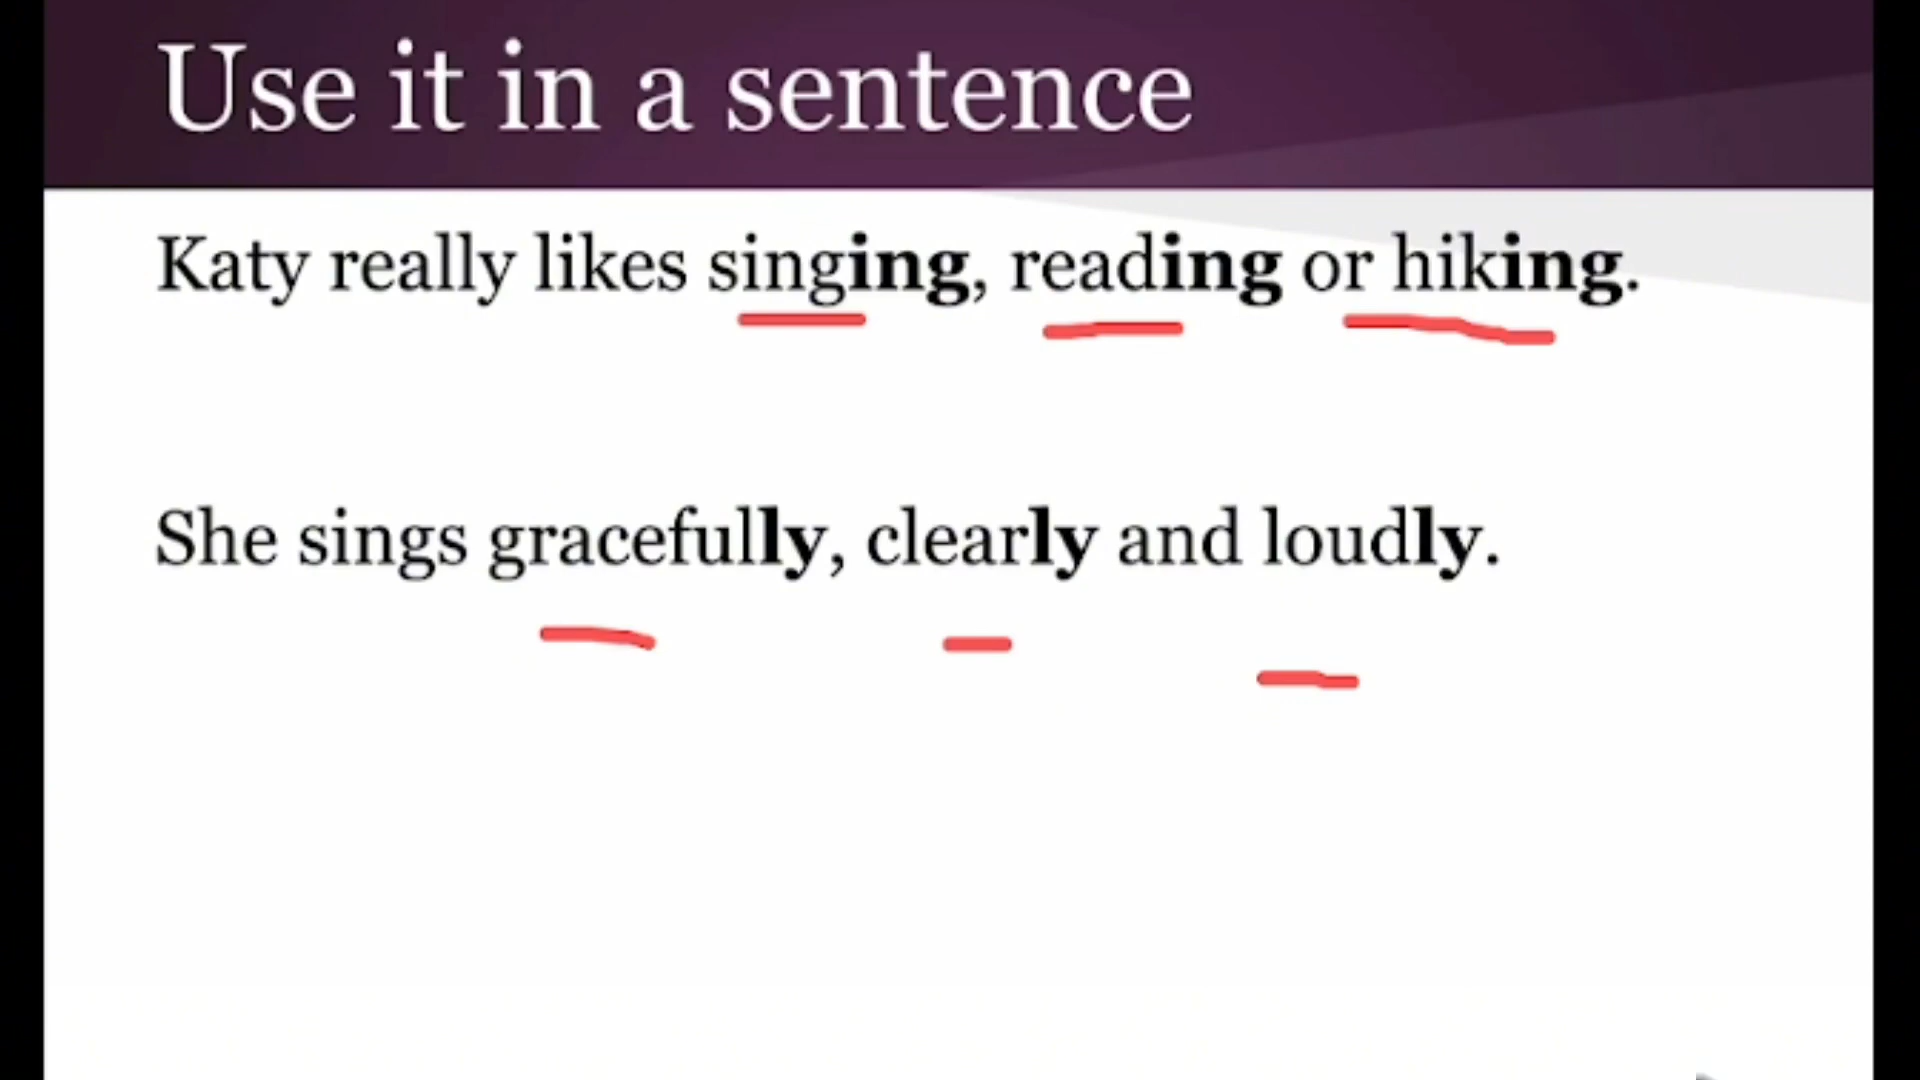 Use it in a sentence
Katy really likes singing, reading or hiking.
She sings gracefully, clearly and loudly.